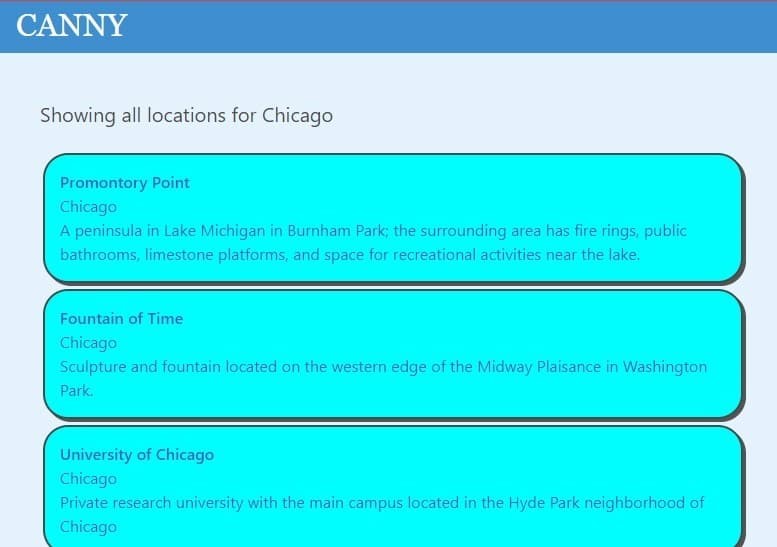 CANNY
Showing all locations for Chicago
Promontory Point
Chicago
A peninsula in Lake Michigan in Burnham Park; the surrounding area has fire rings, public
bathrooms, limestone platforms, and space for recreational activities near the lake.
Fountain of Time
Chicago
Sculpture and fountain located on the western edge of the Midway Plaisance in Washington
Park.
University of Chicago
Chicago
Private research university with the main campus located in the Hyde Park neighborhood of
Chicago